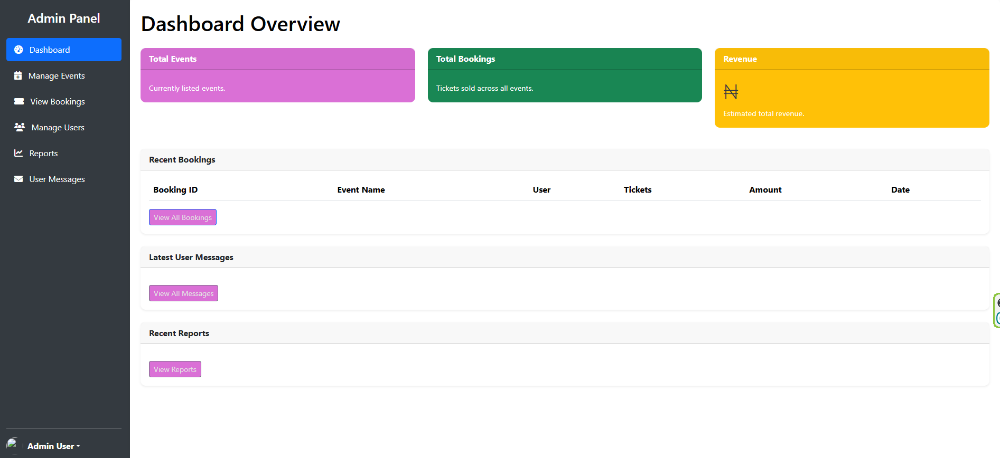 Admin Panel
Dashboard
Manage Events
View Bookings
Manage Users
Reports
User Messages
Admin User
Dashboard Overview
Total Events
Currently listed events.
Total Bookings
Tickets sold across all events.
Revenue
₦
Estimated total revenue.
Recent Bookings
Booking ID Event Name User Tickets Amount Date
View All Bookings
Latest User Messages
View All Messages
Recent Reports
View Reports